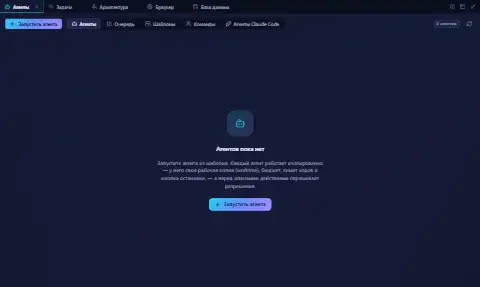 Агенты
Задачи
Архитектура
Браузер
База данных
Запустить агента
Агенты
Очередь
Шаблоны
Команды
Агенты Claude Code
Агентов пока нет
Запустите агента из шаблона. Каждый агент работает изолированно
— у него своя рабочая копия (worktree), бюджет, лимит ходов и
кнопка остановки, — а перед опасными действиями спрашивает
разрешение.
Запустить агента